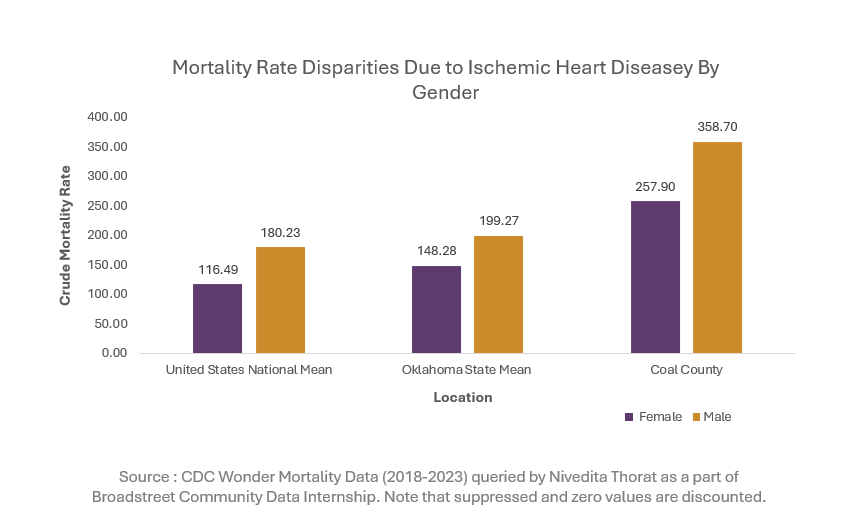 Mortality Rate Disparities Due to Ischemic Heart Diseasey By
Gender
Crude Mortality Rate
400.00
350.00
300.00
250.00
200.00
150.00
100.00
50.00
0.00
116.49
180.23
148.28
199.27
257.90
358.70
United States National Mean
Oklahoma State Mean
Coal County
Location
Female
Male
Source : CDC Wonder Mortality Data (2018-2023) queried by Nivedita Thorat as a part of
Broadstreet Community Data Internship. Note that suppressed and zero values are discounted.